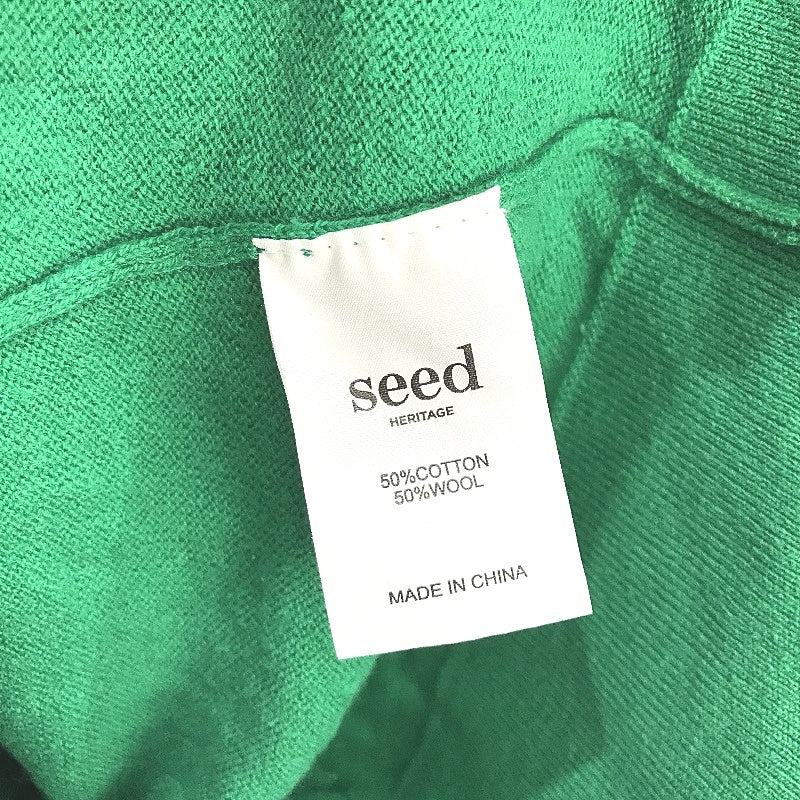 seed
HERITAGE
50%COTTON
50%WOOL
MADE IN CHINA